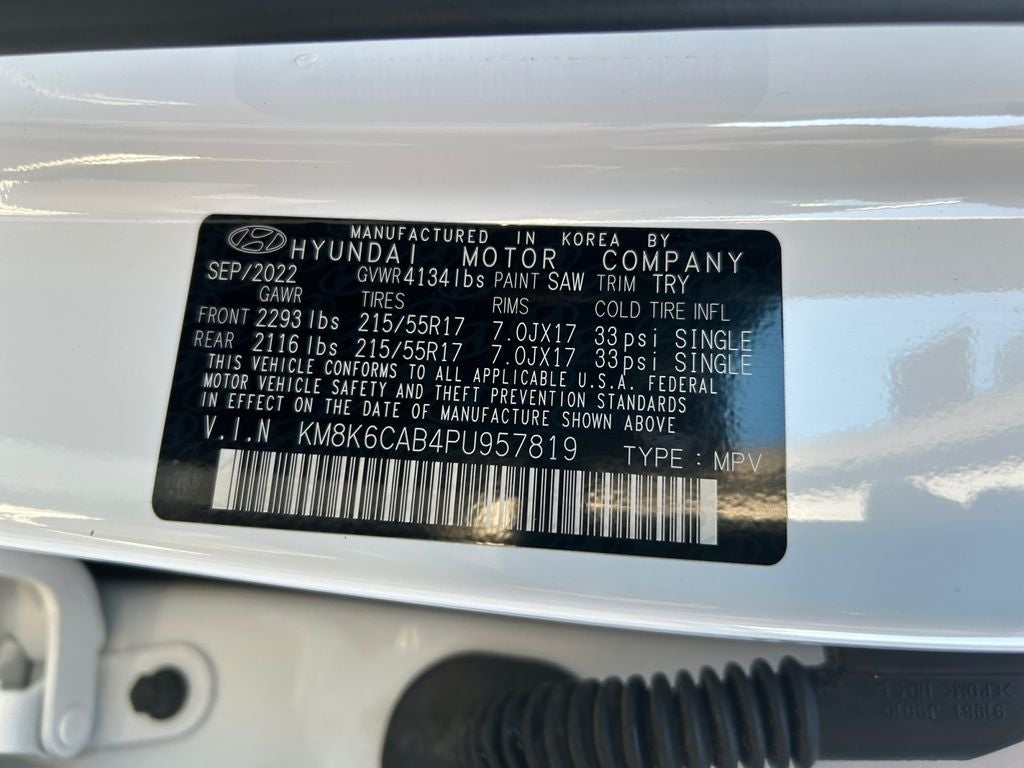 MANUFACTURED IN KOREA BY
HYUNDAI MOTOR COMPANY
SEP/2022 GVWR 4134lbs PAINT SAW TRIM TRY
GAWR TIRES RIMS COLD TIRE INFL
FRONT 2293lbs 215/55R17 7.0JX17 33psi SINGLE
REAR 2116lbs 215/55R17 7.0JX17 33psi SINGLE
THIS VEHICLE CONFORMS TO ALL APPLICABLE U.S.A. FEDERAL
MOTOR VEHICLE SAFETY AND THEFT PREVENTION STANDARDS
IN EFFECT ON THE DATE OF MANUFACTURE SHOWN ABOVE
V.I.N KM8K6CAB4PU957819 TYPE : MPV
91981 J9010